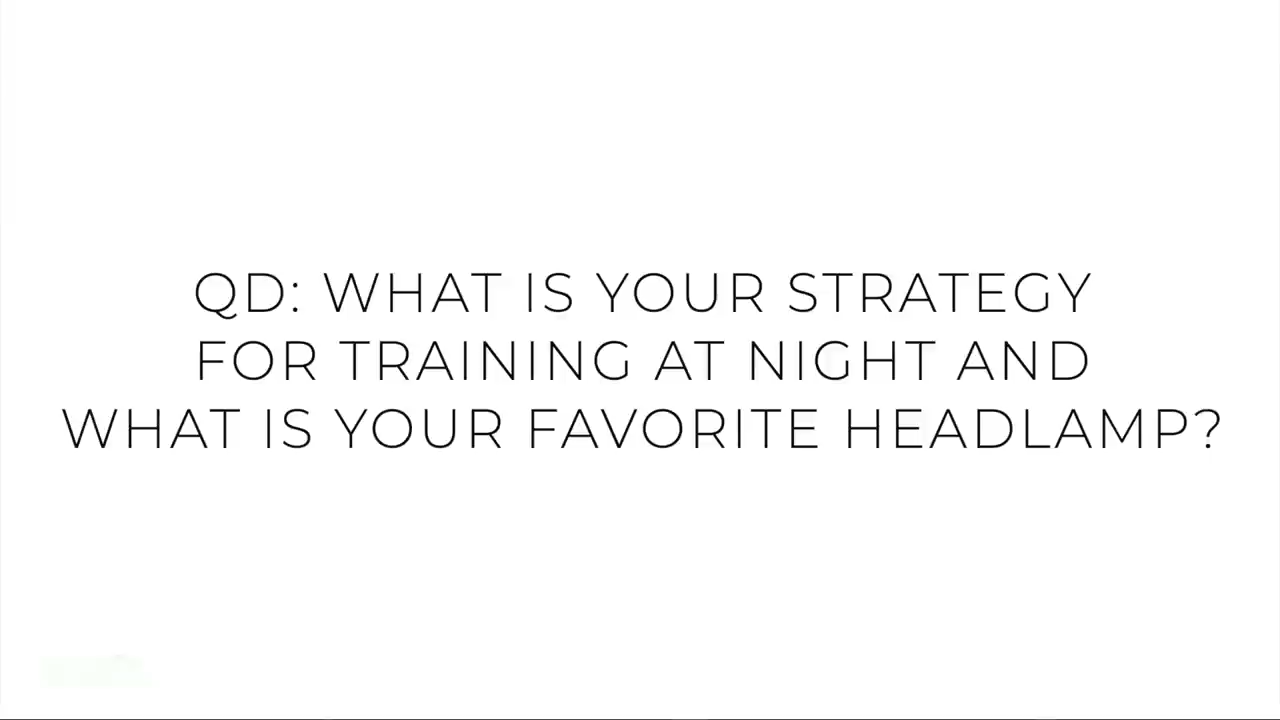 QD: WHAT IS YOUR STRATEGY
FOR TRAINING AT NIGHT AND
WHAT IS YOUR FAVORITE HEADLAMP?